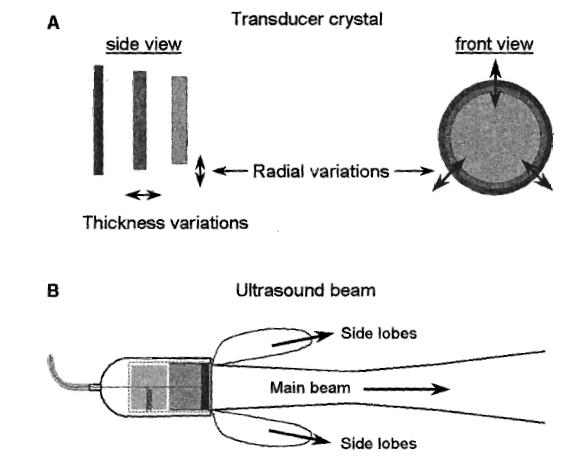 A
Transducer crystal
side view
front view
Radial variations
Thickness variations
B
Ultrasound beam
Side lobes
Main beam
Side lobes